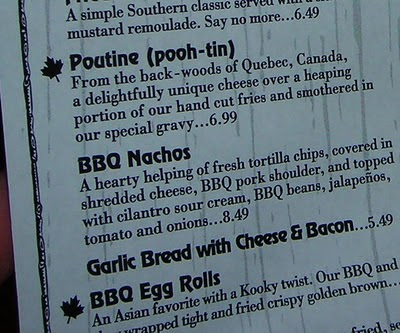 A simple Southern classic served with a
mustard remoulade. Say no more...6.49
Poutine (pooh-tin)
From the back-woods of Quebec, Canada,
a delightfully unique cheese over a heaping
portion of our hand cut fries and smothered in
our special gravy...6.99
BBQ Nachos
A hearty helping of fresh tortilla chips, covered in
shredded cheese, BBQ pork shoulder, and topped
with cilantro sour cream, BBQ beans, jalapeños,
tomato and onions...8.49
Garlic Bread with Cheese & Bacon...5.49
BBQ Egg Rolls
An Asian favorite with a Kooky twist. Our BBQ and
wrapped tight and fried crispy golden brown...
fried, se